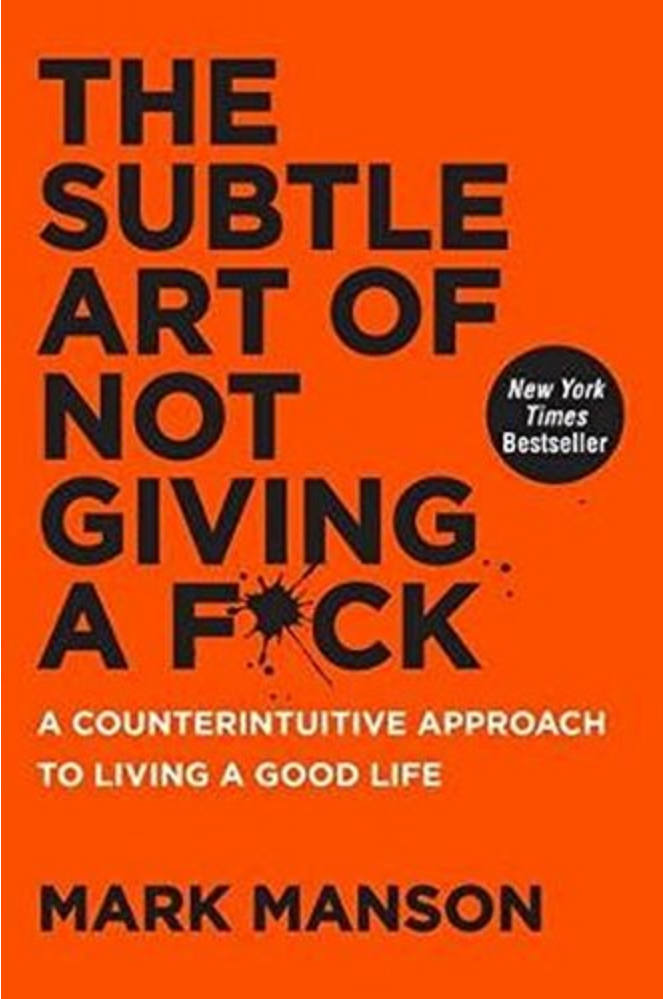 THE
SUBTLE
ART OF
NOT
New York
Times
Bestseller
GIVING
A F*CK
A COUNTERINTUITIVE APPROACH
TO LIVING A GOOD LIFE
MARK MANSON